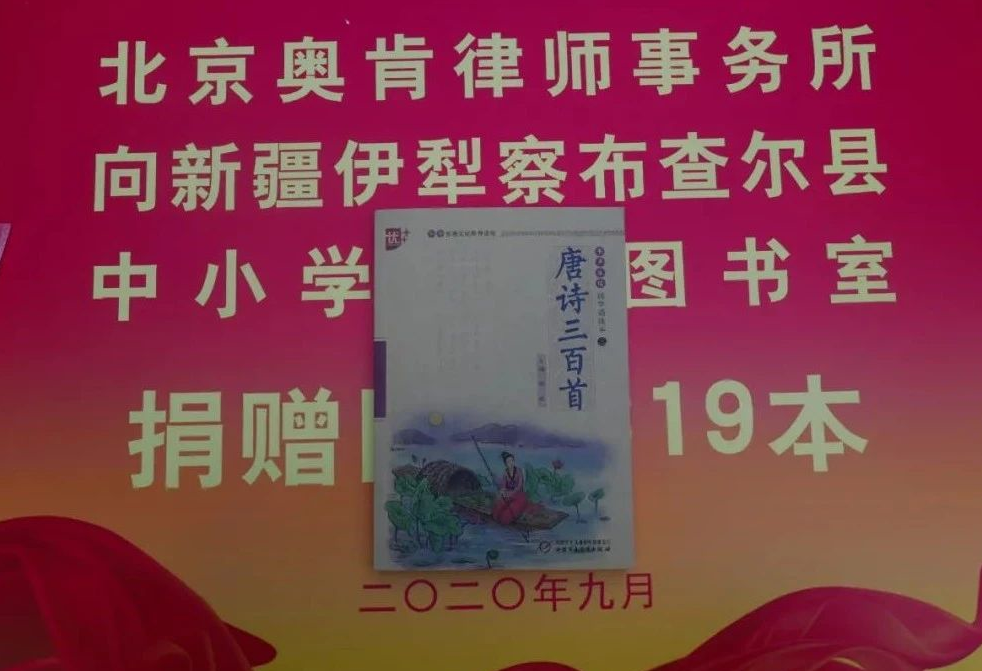 北京奥肯律师事务所
向新疆伊犁察布查尔县
中小学 图书室
捐赠 19本
二〇二〇年九月
唐诗三百首